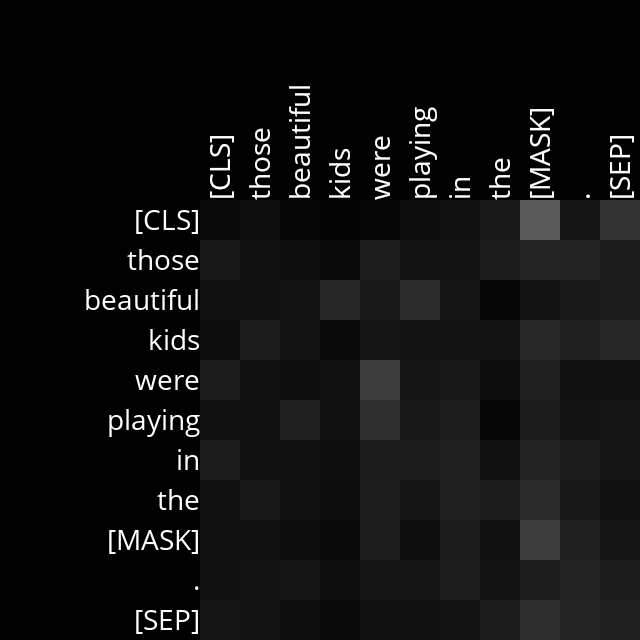 [CLS] those beautiful kids were playing in the [MASK] . [SEP]
[CLS]
those
beautiful
kids
were
playing
in
the
[MASK]
.
[SEP]